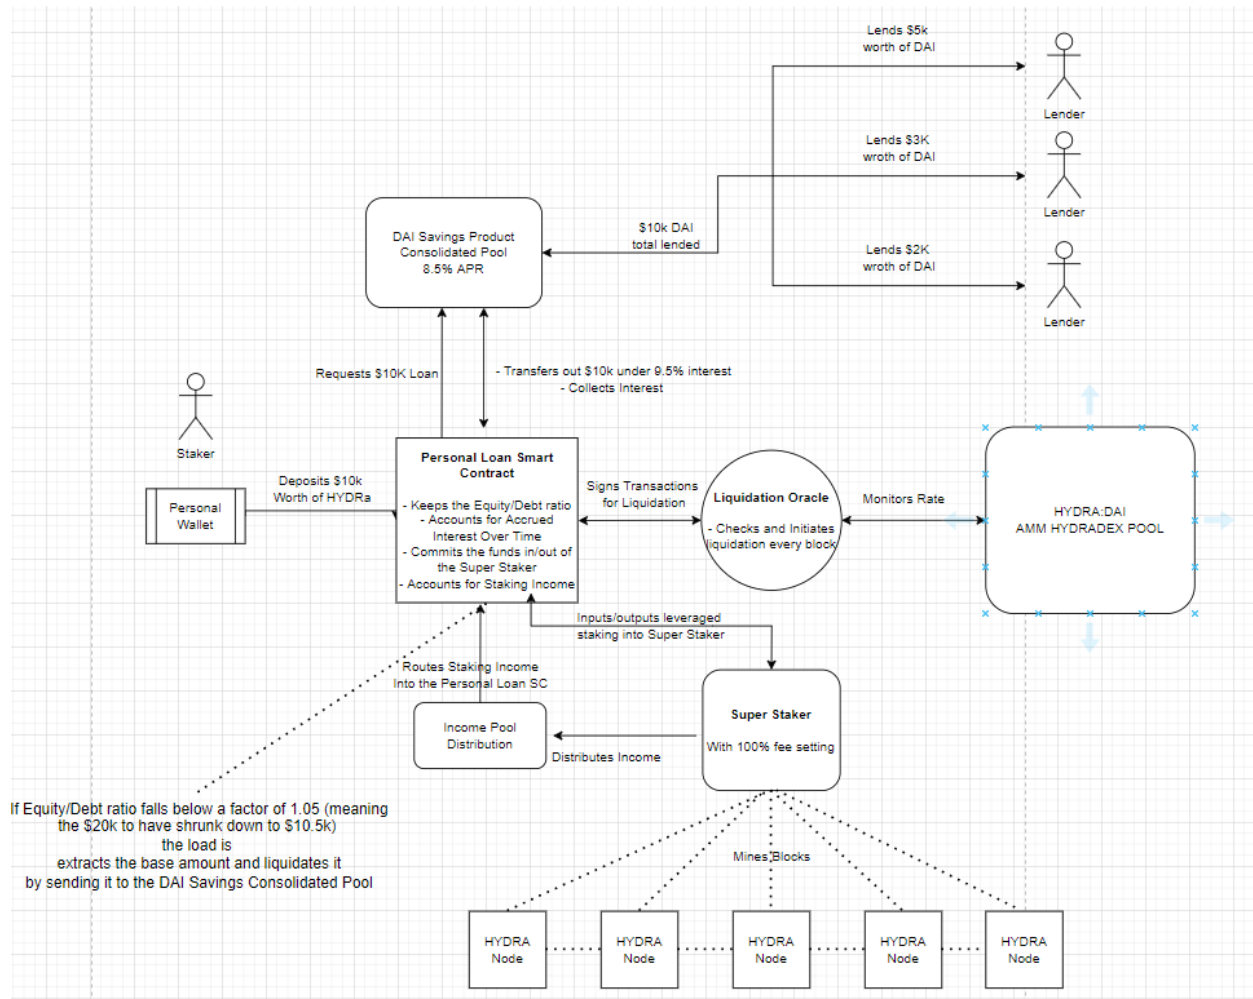 Lends $5k
worth of DAI
Lender
Lends $3K
wroth of DAI
Lender
DAI Savings Product
Consolidated Pool
8.5% APR
$10k DAI
total lended
Lends $2K
wroth of DAI
Lender
Requests $10K Loan
- Transfers out $10k under 9.5% interest
- Collects Interest
Staker
Personal
Wallet
Deposits $10k
Worth of HYDRa
Personal Loan Smart
Contract
- Keeps the Equity/Debt ratio
- Accounts for Accrued
Interest Over Time
- Commits the funds in/out of
the Super Staker
- Accounts for Staking Income
Signs Transactions
for Liquidation
Liquidation Oracle
- Checks and Initiates
liquidation every block
Monitors Rate
HYDRA:DAI
AMM HYDRADEX POOL
Inputs/outputs leveraged
staking into Super Staker
Routes Staking Income
Into the Personal Loan SC
Income Pool
Distribution
Distributes Income
Super Staker
With 100% fee setting
If Equity/Debt ratio falls below a factor of 1.05 (meaning
the $20k to have shrunk down to $10.5k)
the load is
extracts the base amount and liquidates it
by sending it to the DAI Savings Consolidated Pool
Mines Blocks
HYDRA
Node
HYDRA
Node
HYDRA
Node
HYDRA
Node
HYDRA
Node